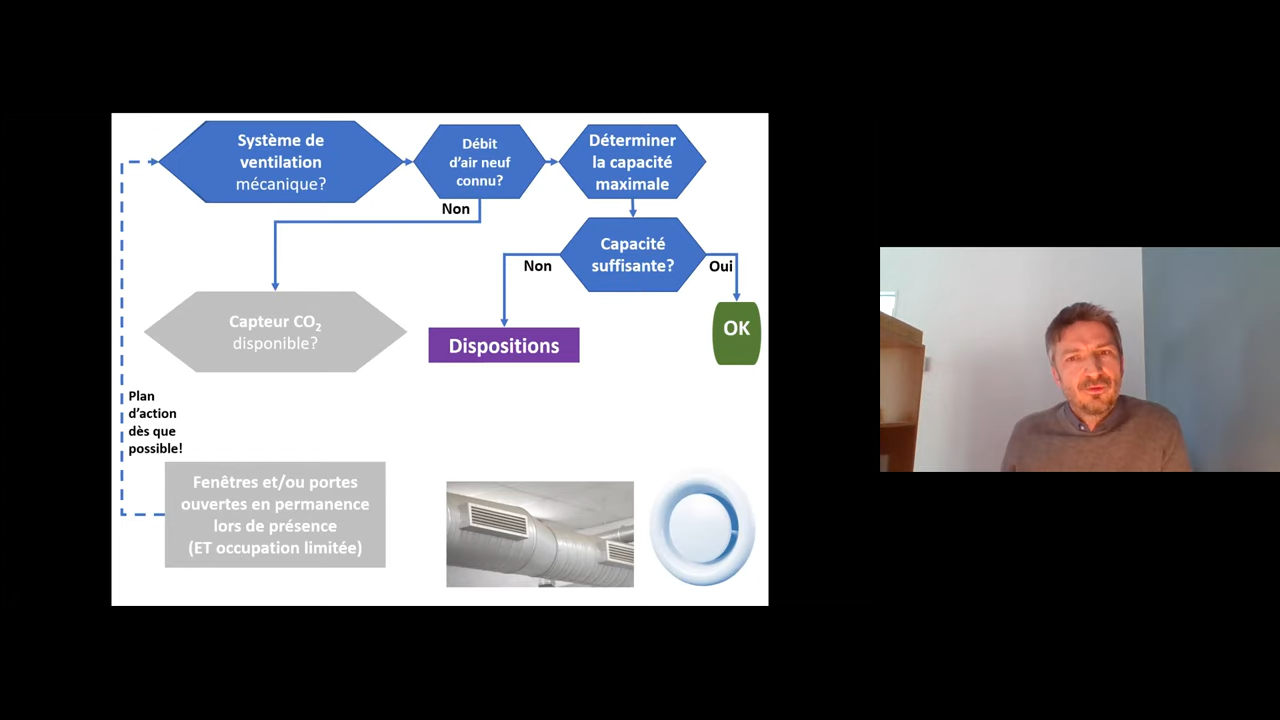 Système de
ventilation
mécanique?
Débit
d'air neuf
connu?
Déterminer
la capacité
maximale
Non
Capacité
suffisante?
Non
Oui
Capteur CO₂
disponible?
Dispositions
OK
Plan
d'action
dès que
possible!
Fenêtres et/ou portes
ouvertes en permanence
lors de présence
(ET occupation limitée)